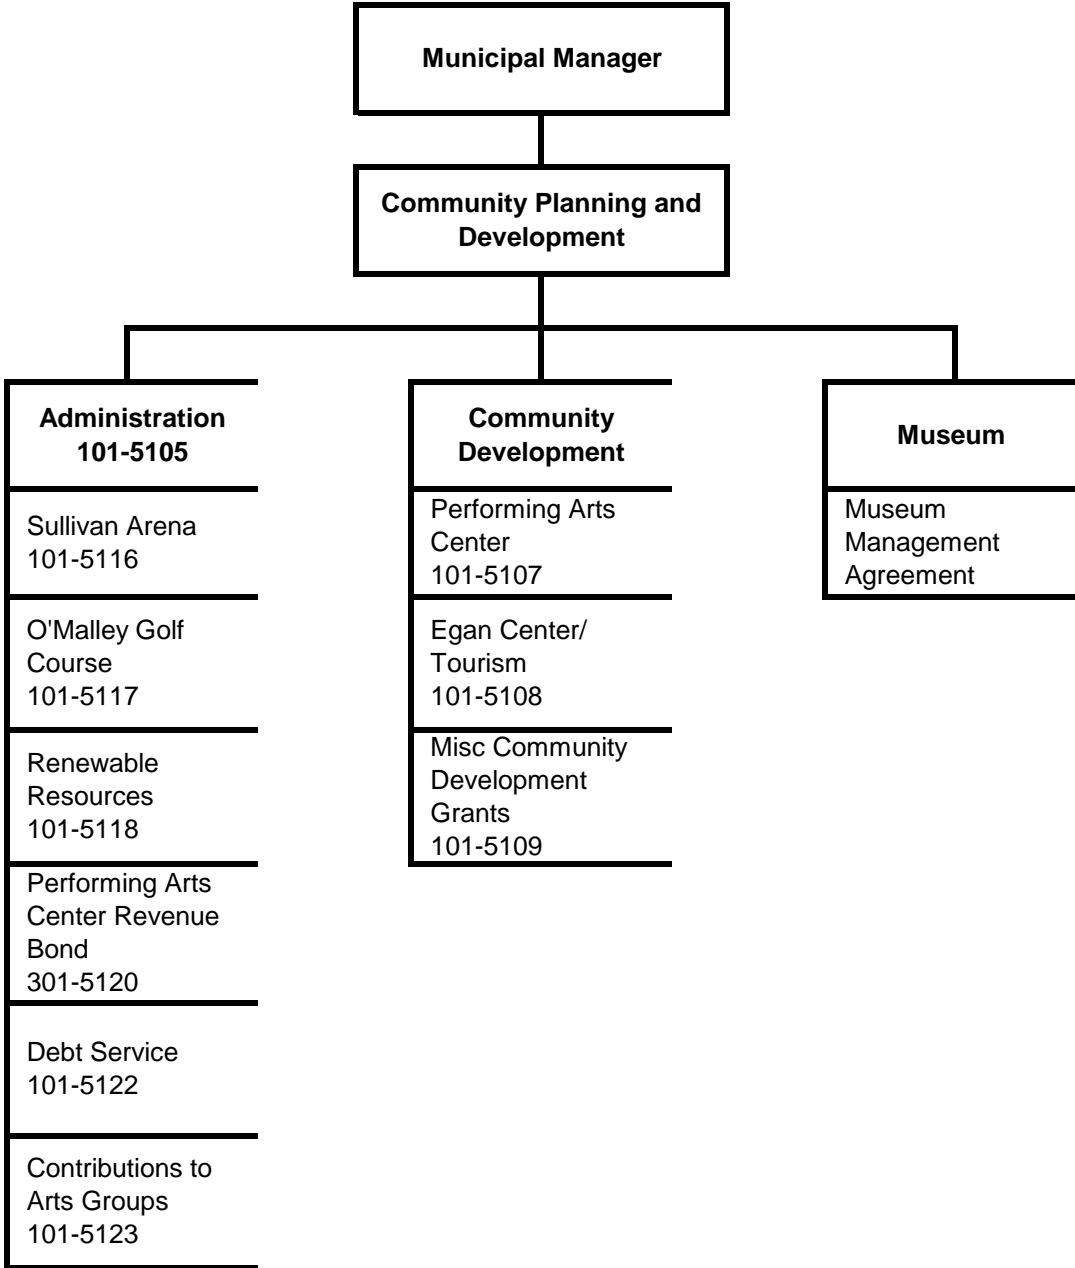 Municipal Manager
Community Planning and
Development
Administration
101-5105
Sullivan Arena
101-5116
O'Malley Golf
Course
101-5117
Renewable
Resources
101-5118
Performing Arts
Center Revenue
Bond
301-5120
Debt Service
101-5122
Contributions to
Arts Groups
101-5123
Community
Development
Performing Arts
Center
101-5107
Egan Center/
Tourism
101-5108
Misc Community
Development
Grants
101-5109
Museum
Museum
Management
Agreement